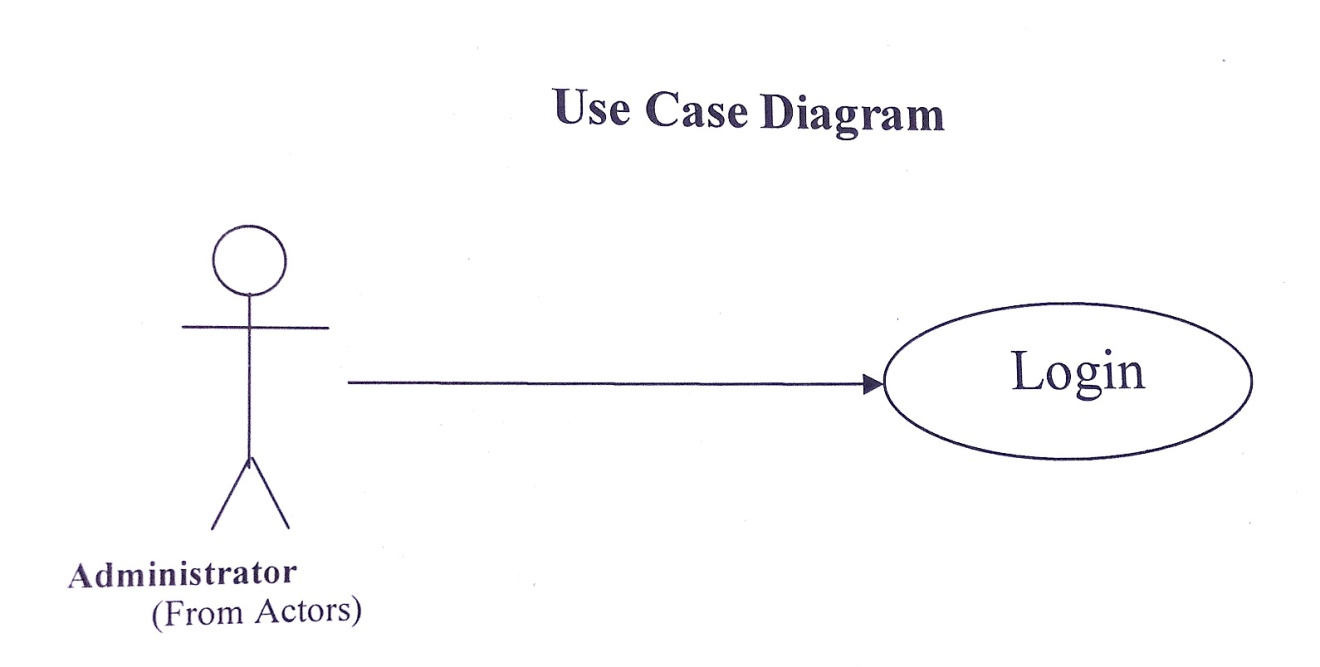 Use Case Diagram
Login
Administrator
(From Actors)